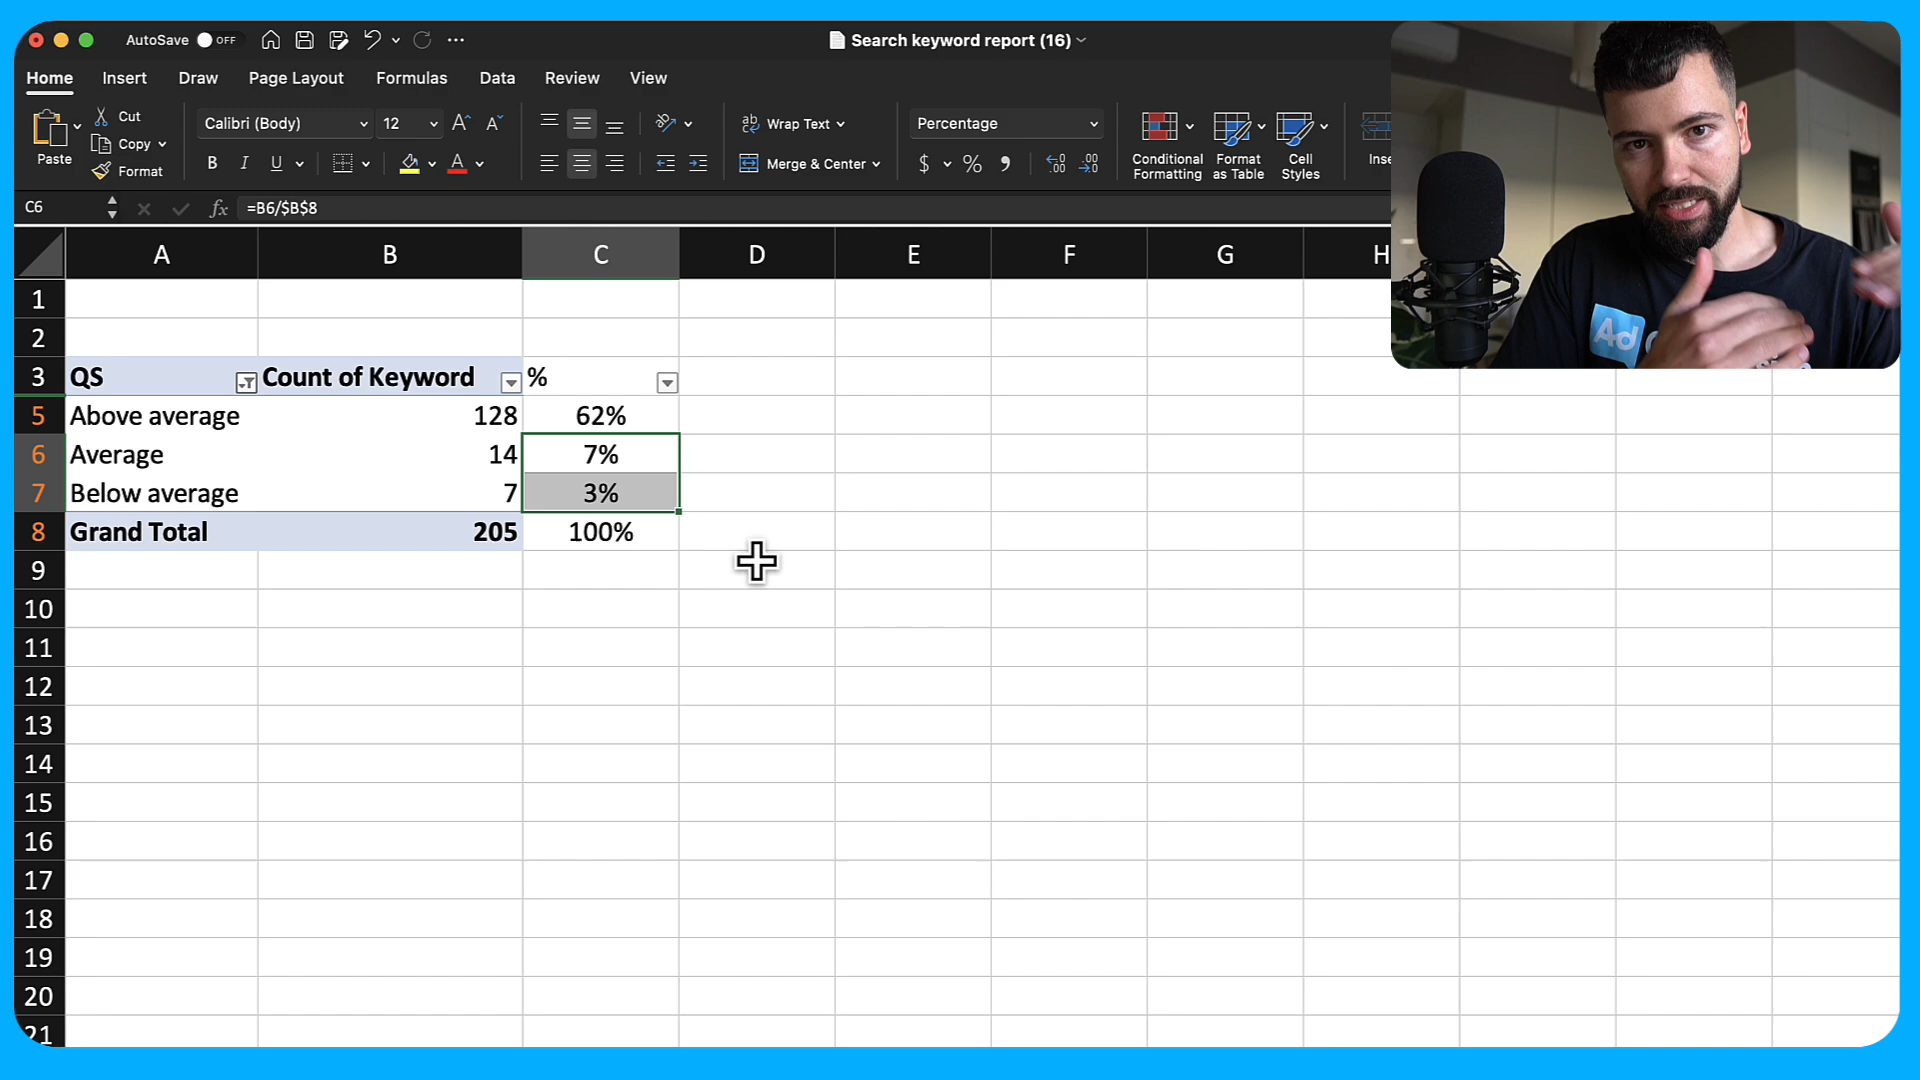 AutoSave OFF
Search keyword report (16)
Home Insert Draw Page Layout Formulas Data Review View
Paste
Cut
Copy
Format
Calibri (Body) 12
B I U
Wrap Text
Merge & Center
Percentage
Conditional Formatting
Format as Table
Cell Styles
Inse
C6 fx =B6/$B$8
A B C D E F G H
1
2
3 QS Count of Keyword %
5 Above average 128 62%
6 Average 14 7%
7 Below average 7 3%
8 Grand Total 205 100%
9
10
11
12
13
14
15
16
17
18
19
20
21
Ad